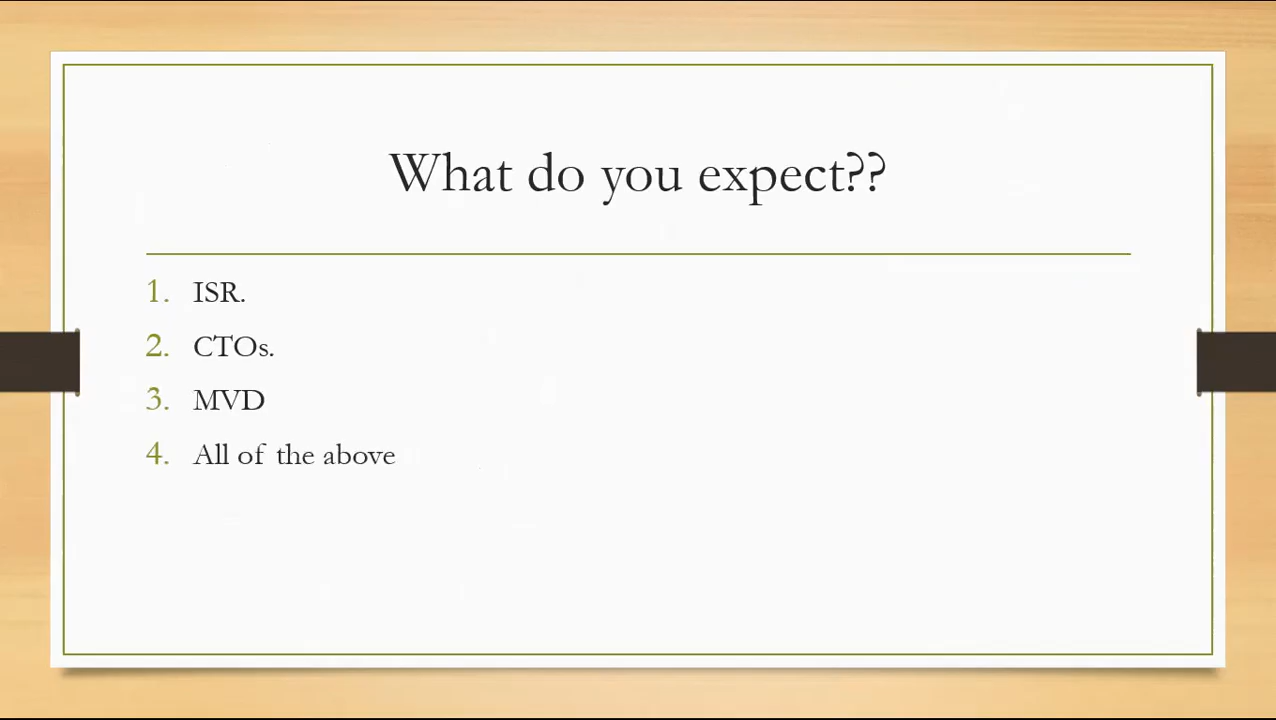 What do you expect??
1. ISR.
2. CTOs.
3. MVD
4. All of the above